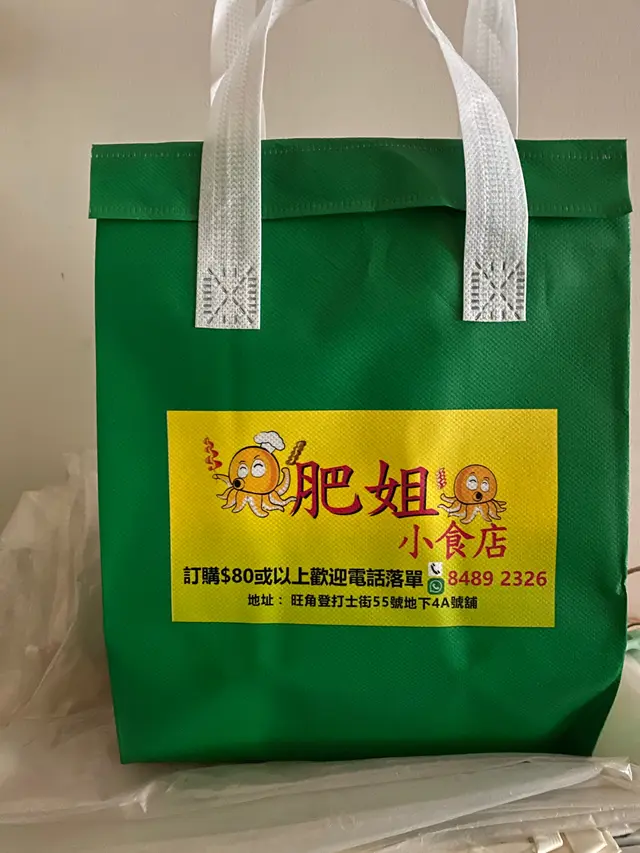 肥姐
小食店
訂購$80或以上歡迎電話落單 8489 2326
地址： 旺角登打士街55號地下4A號舖